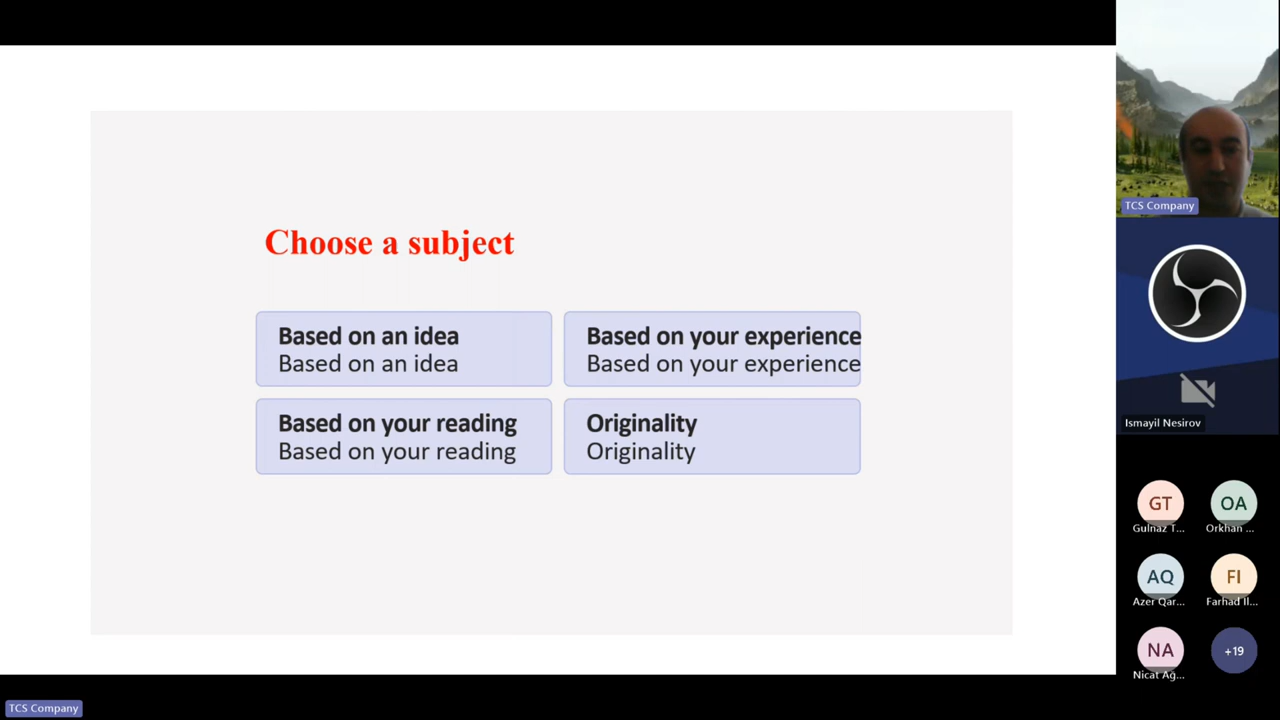 Choose a subject
Based on an idea
Based on an idea
Based on your experience
Based on your experience
Based on your reading
Based on your reading
Originality
Originality
TCS Company
Ismayil Nesirov
GT
Gulnaz T...
OA
Orkhan ...
AQ
Azer Qar...
FI
Farhad Il...
NA
Nicat Ağ...
+19
TCS Company